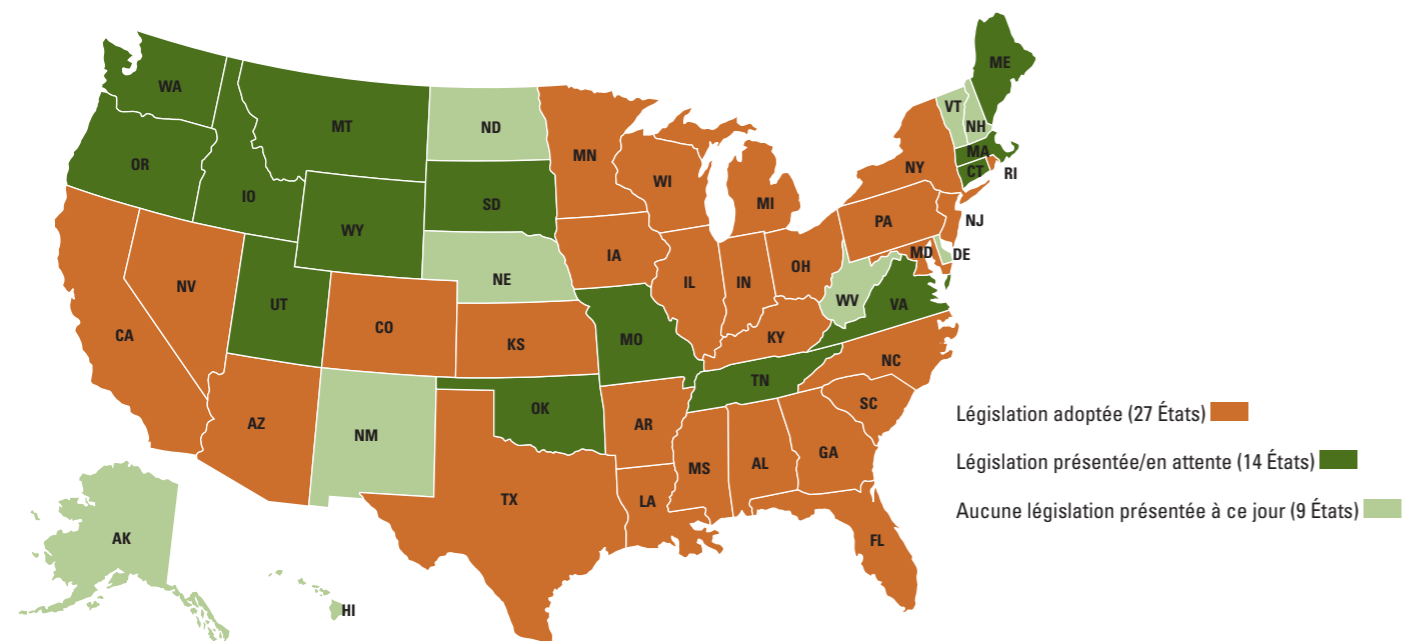 ME
WA
VT
NH
MT
ND
MN
OR
MA
NY
CT
RI
WI
IO
SD
MI
WY
PA
NJ
IA
MD
DE
NE
OH
NV
IL
IN
WV
UT
VA
CO
CA
KS
MO
KY
NC
TN
SC
OK
AZ
AR
NM
GA
MS
AL
TX
LA
FL
AK
HI
Législation adoptée (27 États)
Législation présentée/en attente (14 États)
Aucune législation présentée à ce jour (9 États)